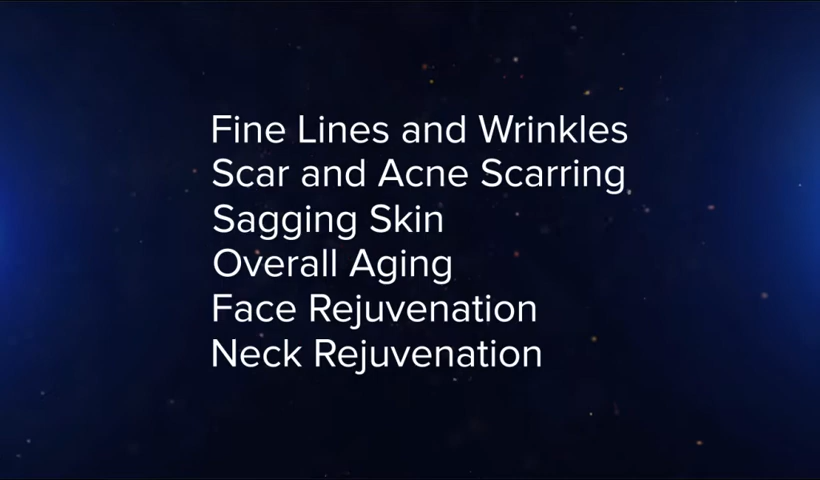 Fine Lines and Wrinkles
Scar and Acne Scarring
Sagging Skin
Overall Aging
Face Rejuvenation
Neck Rejuvenation